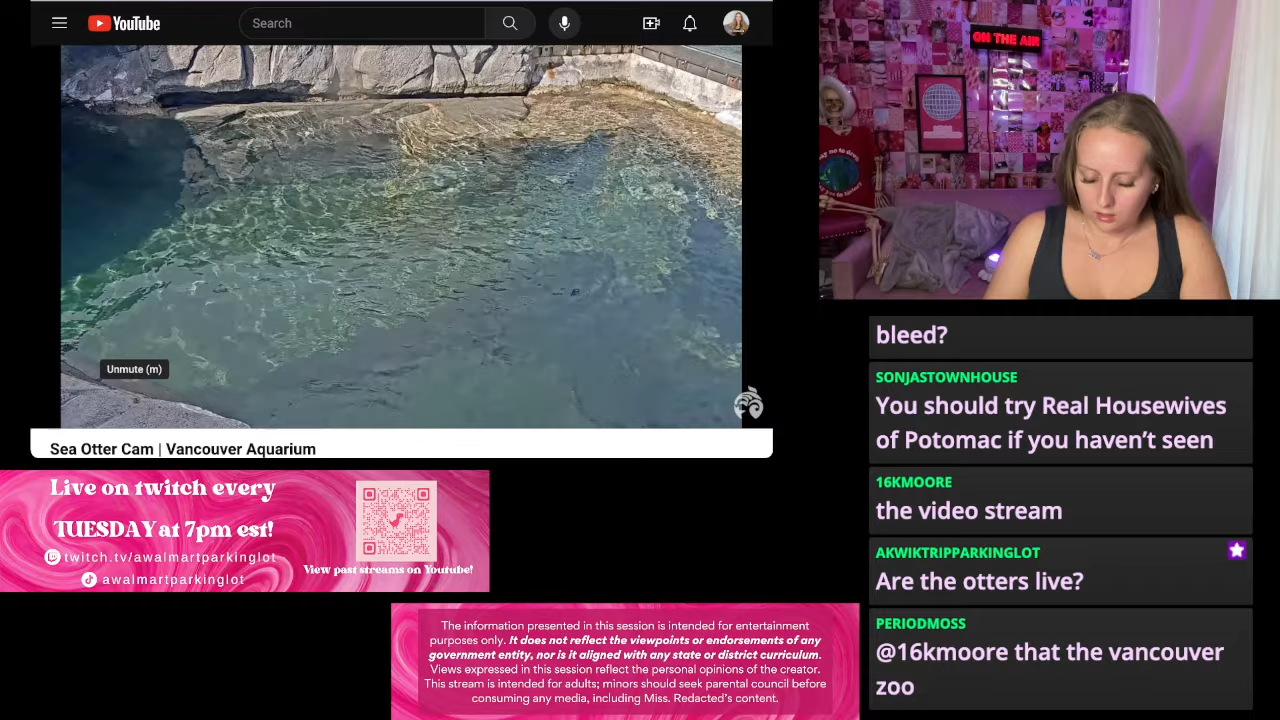 YouTube
Search
ON THE AIR
Unmute (m)
Sea Otter Cam | Vancouver Aquarium
Live on twitch every
TUESDAY at 7pm est!
twitch.tv/awalmartparkinglot
awalmartparkinglot
View past streams on Youtube!
The information presented in this session is intended for entertainment
purposes only. It does not reflect the viewpoints or endorsements of any
government entity, nor is it aligned with any state or district curriculum.
Views expressed in this session reflect the personal opinions of the creator.
This stream is intended for adults; minors should seek parental council before
consuming any media, including Miss. Redacted's content.
bleed?
SONJASTOWNHOUSE
You should try Real Housewives
of Potomac if you haven't seen
16KMOORE
the video stream
AKWIKTRIPPARKINGLOT
Are the otters live?
PERIODMOSS
@16kmoore that the vancouver
zoo